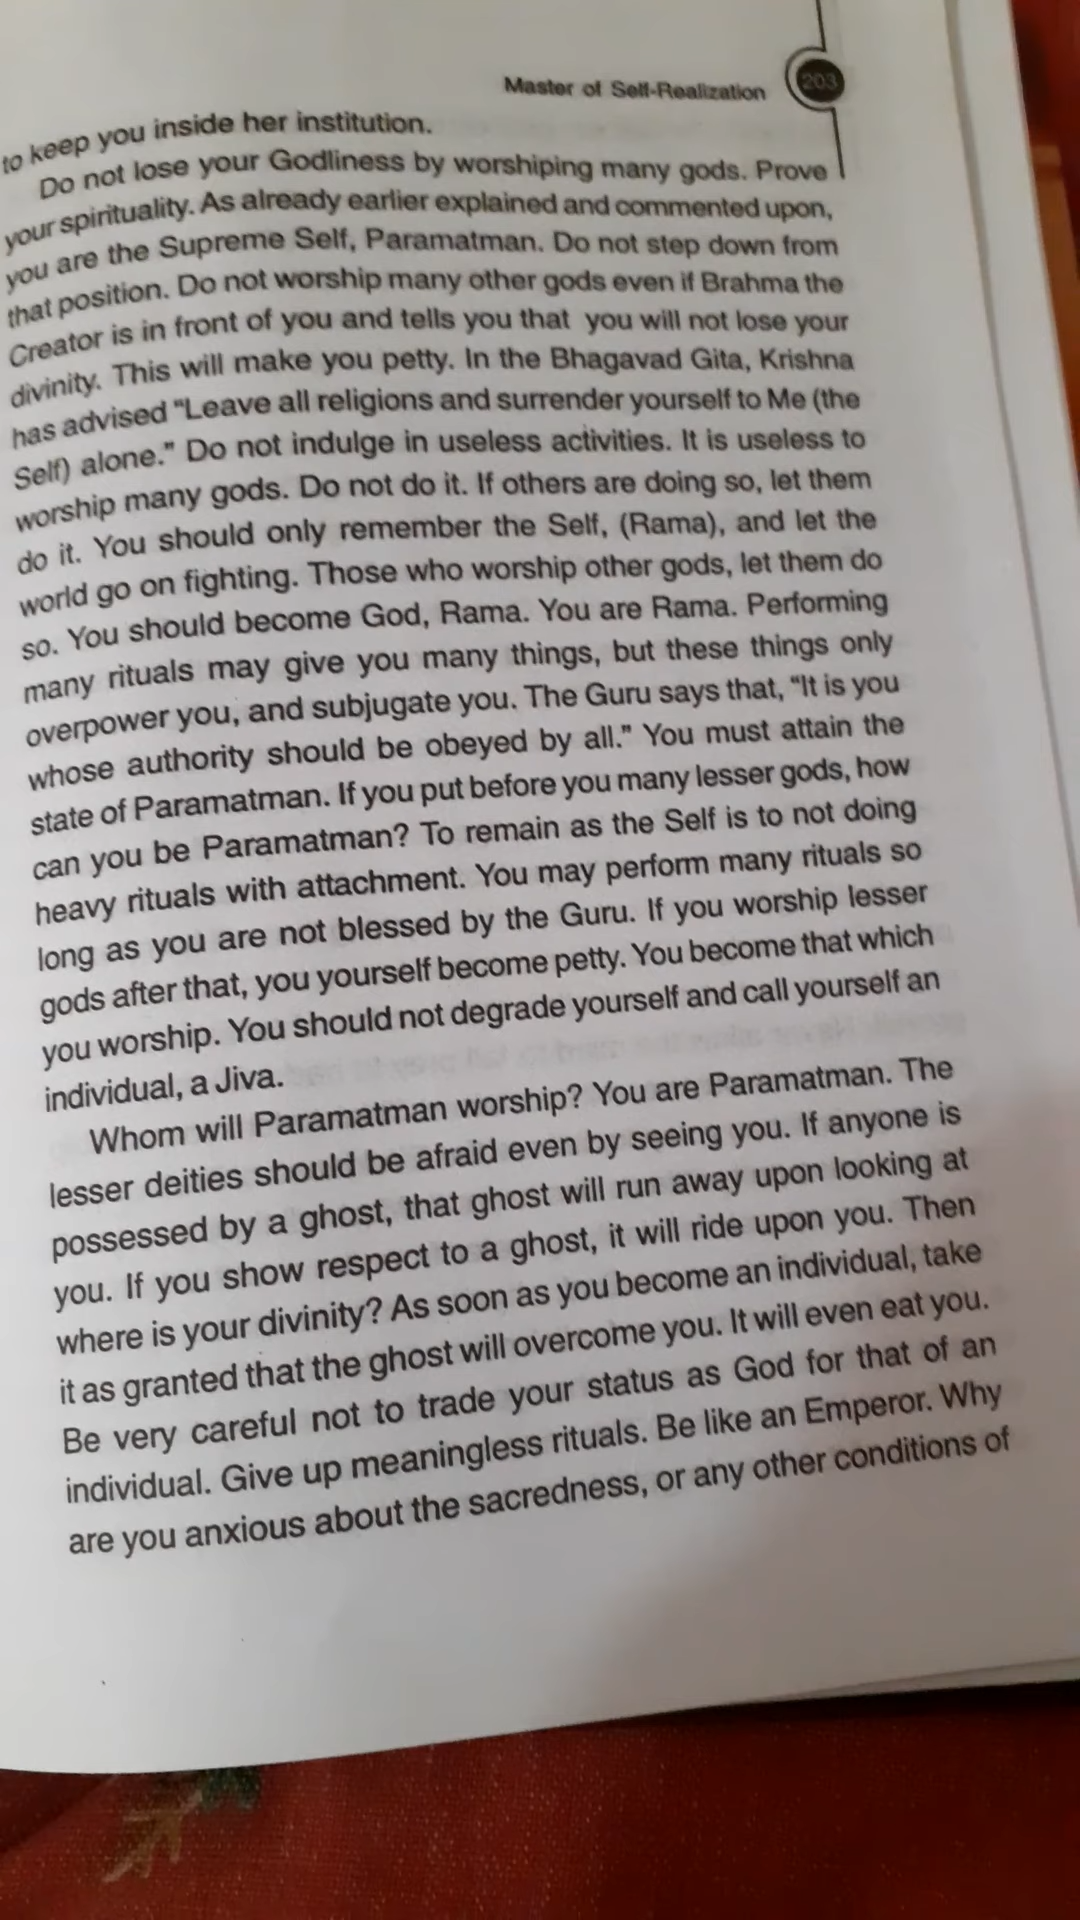 Master of Self-Realization 203
to keep you inside her institution.
Do not lose your Godliness by worshiping many gods. Prove
your spirituality. As already earlier explained and commented upon,
you are the Supreme Self, Paramatman. Do not step down from
that position. Do not worship many other gods even if Brahma the
Creator is in front of you and tells you that you will not lose your
divinity. This will make you petty. In the Bhagavad Gita, Krishna
has advised "Leave all religions and surrender yourself to Me (the
Self) alone." Do not indulge in useless activities. It is useless to
worship many gods. Do not do it. If others are doing so, let them
do it. You should only remember the Self, (Rama), and let the
world go on fighting. Those who worship other gods, let them do
so. You should become God, Rama. You are Rama. Performing
many rituals may give you many things, but these things only
overpower you, and subjugate you. The Guru says that, "It is you
whose authority should be obeyed by all." You must attain the
state of Paramatman. If you put before you many lesser gods, how
can you be Paramatman? To remain as the Self is to not doing
heavy rituals with attachment. You may perform many rituals so
long as you are not blessed by the Guru. If you worship lesser
gods after that, you yourself become petty. You become that which
you worship. You should not degrade yourself and call yourself an
individual, a Jiva.
Whom will Paramatman worship? You are Paramatman. The
lesser deities should be afraid even by seeing you. If anyone is
possessed by a ghost, that ghost will run away upon looking at
you. If you show respect to a ghost, it will ride upon you. Then
where is your divinity? As soon as you become an individual, take
it as granted that the ghost will overcome you. It will even eat you.
Be very careful not to trade your status as God for that of an
individual. Give up meaningless rituals. Be like an Emperor. Why
are you anxious about the sacredness, or any other conditions of